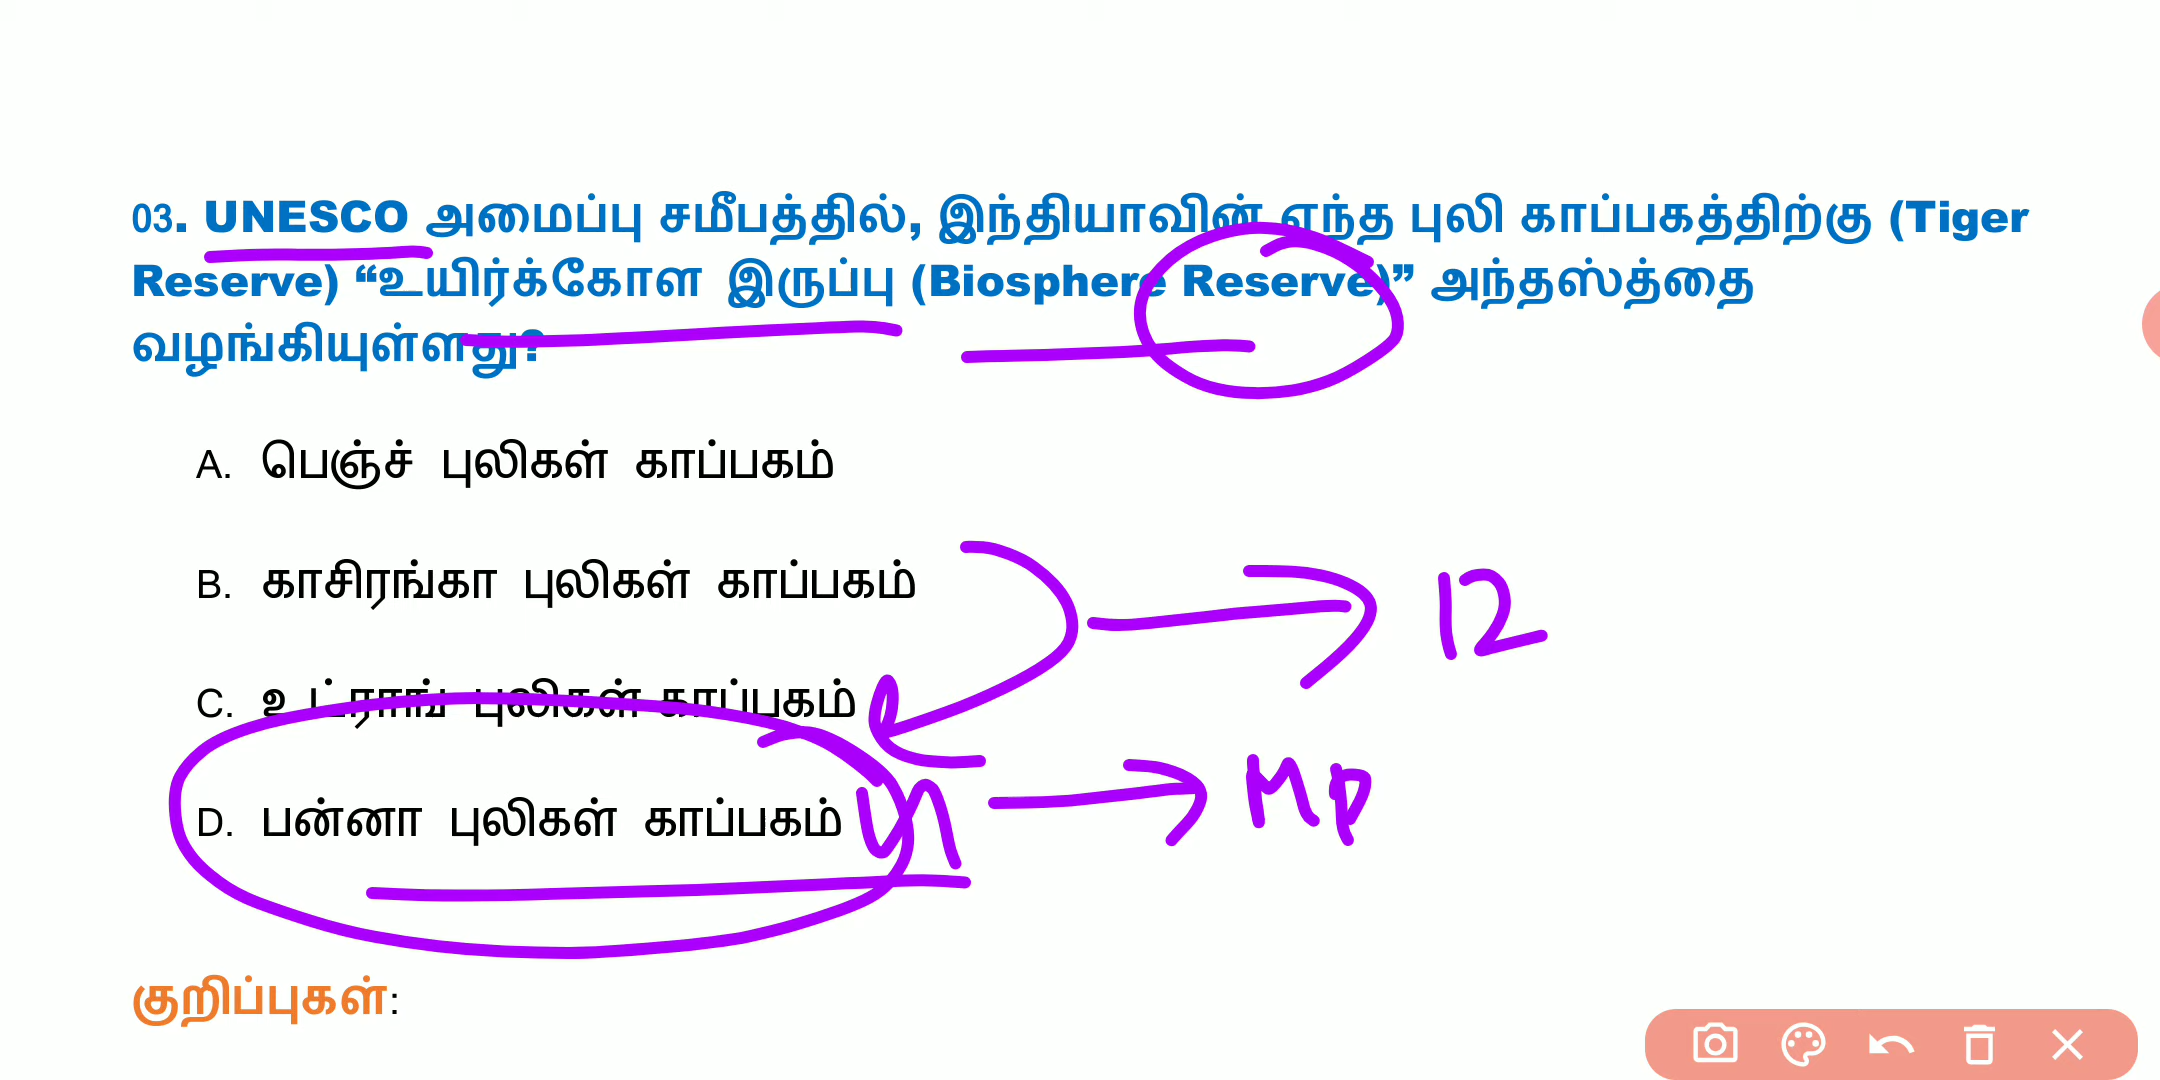 03. UNESCO அமைப்பு சமீபத்தில், இந்தியாவின் எந்த புலி காப்பகத்திற்கு (Tiger
Reserve) “உயிர்க்கோள இருப்பு (Biosphere Reserve)” அந்தஸ்த்தை
வழங்கியுள்ளது?
A. பெஞ்ச் புலிகள் காப்பகம்
B. காசிரங்கா புலிகள் காப்பகம்
12
C. உட்ராங் புலிகள் காப்பகம்
D. பன்னா புலிகள் காப்பகம்
MP
குறிப்புகள்: